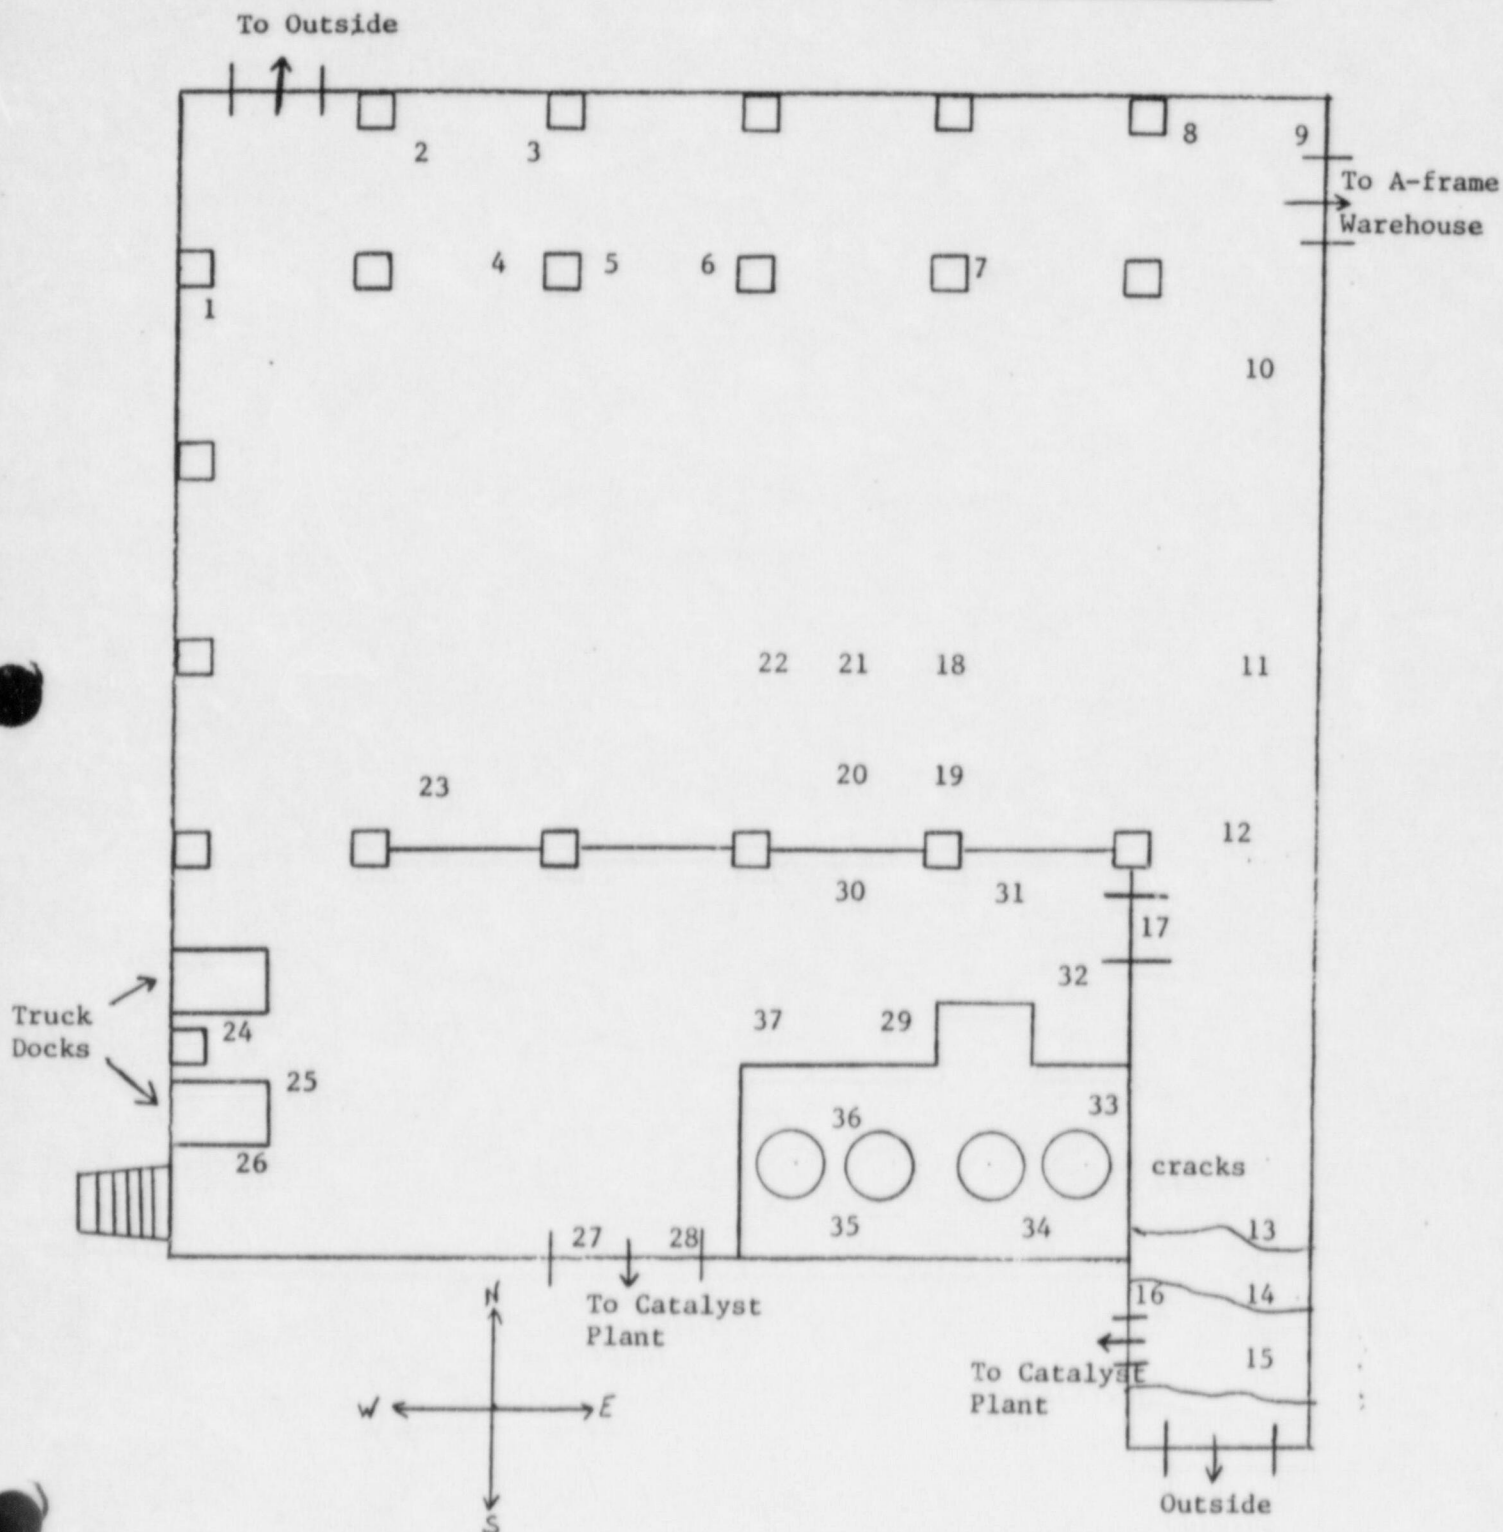 To Outside
2 3 8 9
To A-frame
Warehouse
4 5 6 7
1
10
22 21 18 11
20 19
23
12
30 31
17
32
Truck
Docks
24
37 29
25
33
36
26
cracks
35 34 13
27 28
16 14
To Catalyst
Plant
15
To Catalyst
Plant
N
W E
S
Outside